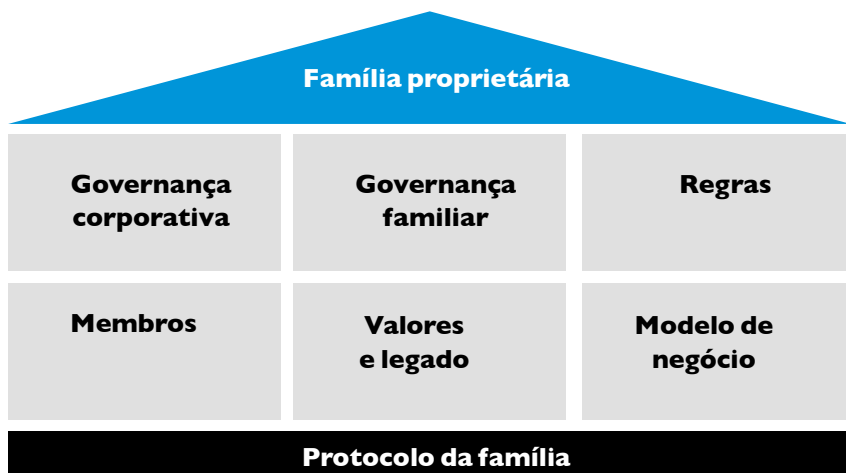 Família proprietária
Governança
corporativa
Governança
familiar
Regras
Membros
Valores
e legado
Modelo de
negócio
Protocolo da família